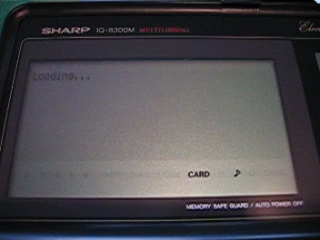 SHARP IQ-8300M MULTILINGUAL
Loading...
CARD
MEMORY SAFE GUARD / AUTO POWER OFF